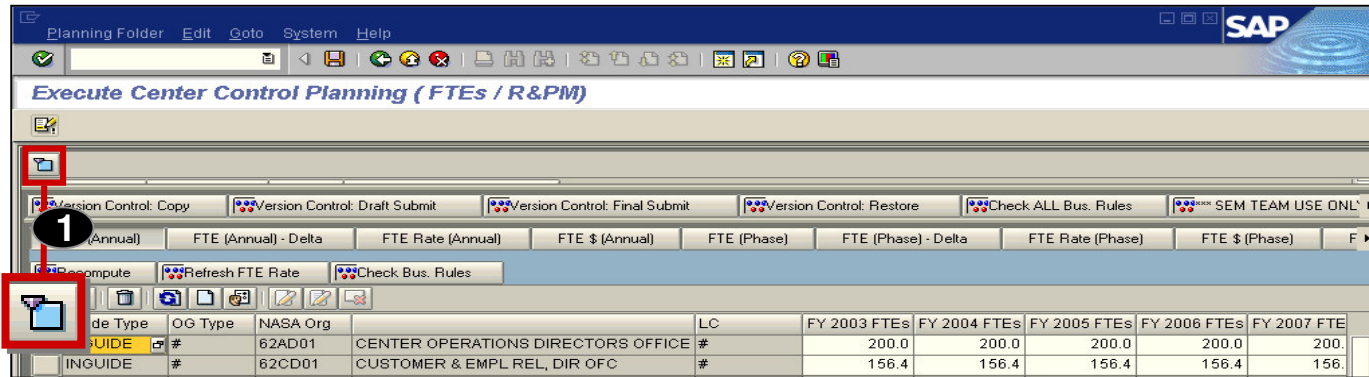 SAP
Planning Folder Edit Goto System Help
Execute Center Control Planning ( FTEs / R&PM)
Version Control: Copy Version Control: Draft Submit Version Control: Final Submit Version Control: Restore Check ALL Bus. Rules *** SEM TEAM USE ONLY
1
(Annual) FTE (Annual) - Delta FTE Rate (Annual) FTE $ (Annual) FTE (Phase) FTE (Phase) - Delta FTE Rate (Phase) FTE $ (Phase) F
Recompute Refresh FTE Rate Check Bus. Rules
de Type OG Type NASA Org LC FY 2003 FTEs FY 2004 FTEs FY 2005 FTEs FY 2006 FTEs FY 2007 FTE
GUIDE # 62AD01 CENTER OPERATIONS DIRECTORS OFFICE # 200.0 200.0 200.0 200.0 200.
INGUIDE # 62CD01 CUSTOMER & EMPL REL, DIR OFC # 156.4 156.4 156.4 156.4 156.